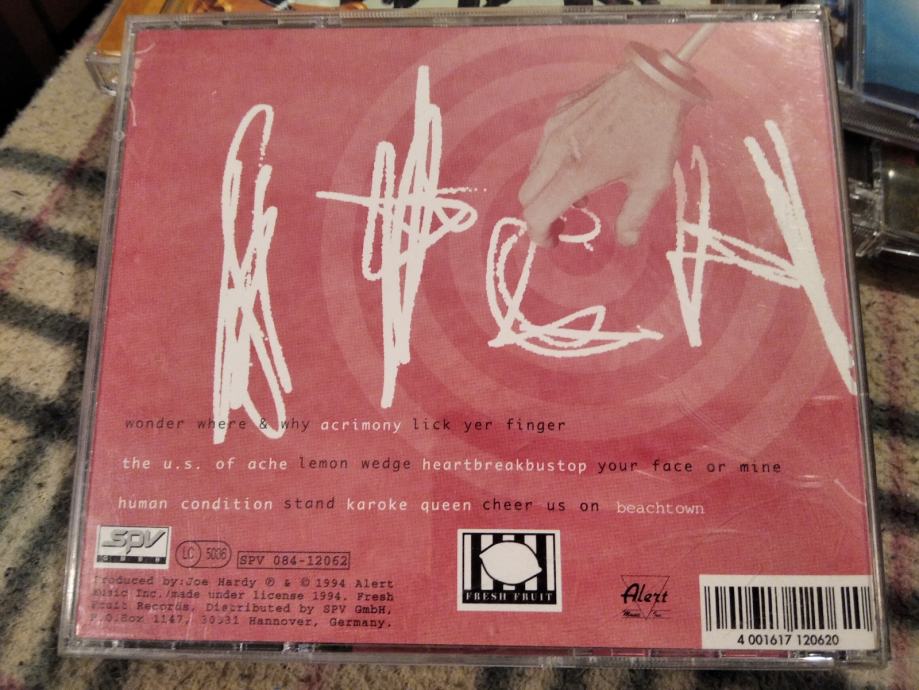 ITCH
wonder where & why acrimony lick yer finger
the u.s. of ache lemon wedge heartbreakbustop your face or mine
human condition stand karoke queen cheer us on beachtown
SPV
LC 5036
SPV 084-12062
Produced by:Joe Hardy ℗ & © 1994 Alert
Music Inc./made under license 1994. Fresh
Fruit Records, Distributed by SPV GmbH,
P.O.Box 1147, 30931 Hannover, Germany.
FRESH FRUIT
Alert
Music Inc.
4 001617 120620